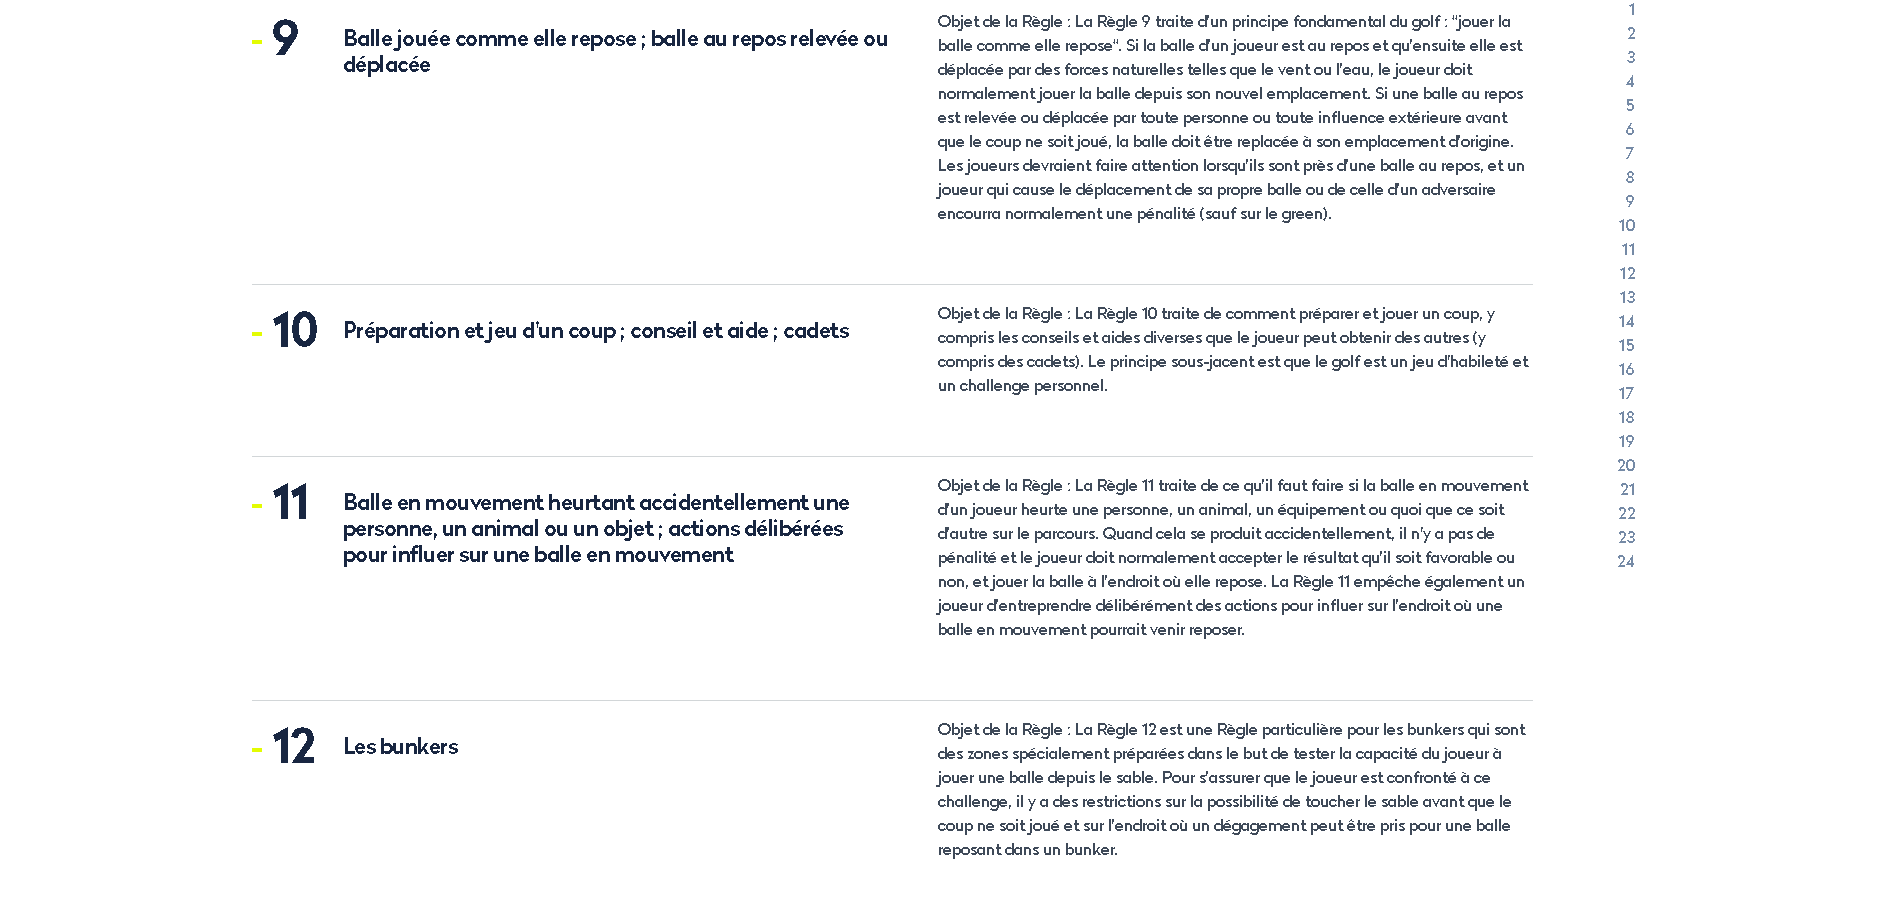 - 9
Balle jouée comme elle repose ; balle au repos relevée ou
déplacée
Objet de la Règle : La Règle 9 traite d'un principe fondamental du golf : "jouer la
balle comme elle repose". Si la balle d'un joueur est au repos et qu'ensuite elle est
déplacée par des forces naturelles telles que le vent ou l'eau, le joueur doit
normalement jouer la balle depuis son nouvel emplacement. Si une balle au repos
est relevée ou déplacée par toute personne ou toute influence extérieure avant
que le coup ne soit joué, la balle doit être replacée à son emplacement d'origine.
Les joueurs devraient faire attention lorsqu'ils sont près d'une balle au repos, et un
joueur qui cause le déplacement de sa propre balle ou de celle d'un adversaire
encourra normalement une pénalité (sauf sur le green).
- 10
Préparation et jeu d'un coup ; conseil et aide ; cadets
Objet de la Règle : La Règle 10 traite de comment préparer et jouer un coup, y
compris les conseils et aides diverses que le joueur peut obtenir des autres (y
compris des cadets). Le principe sous-jacent est que le golf est un jeu d'habileté et
un challenge personnel.
- 11
Balle en mouvement heurtant accidentellement une
personne, un animal ou un objet ; actions délibérées
pour influer sur une balle en mouvement
Objet de la Règle : La Règle 11 traite de ce qu'il faut faire si la balle en mouvement
d'un joueur heurte une personne, un animal, un équipement ou quoi que ce soit
d'autre sur le parcours. Quand cela se produit accidentellement, il n'y a pas de
pénalité et le joueur doit normalement accepter le résultat qu'il soit favorable ou
non, et jouer la balle à l'endroit où elle repose. La Règle 11 empêche également un
joueur d'entreprendre délibérément des actions pour influer sur l'endroit où une
balle en mouvement pourrait venir reposer.
- 12
Les bunkers
Objet de la Règle : La Règle 12 est une Règle particulière pour les bunkers qui sont
des zones spécialement préparées dans le but de tester la capacité du joueur à
jouer une balle depuis le sable. Pour s'assurer que le joueur est confronté à ce
challenge, il y a des restrictions sur la possibilité de toucher le sable avant que le
coup ne soit joué et sur l'endroit où un dégagement peut être pris pour une balle
reposant dans un bunker.
1
2
3
4
5
6
7
8
9
10
11
12
13
14
15
16
17
18
19
20
21
22
23
24